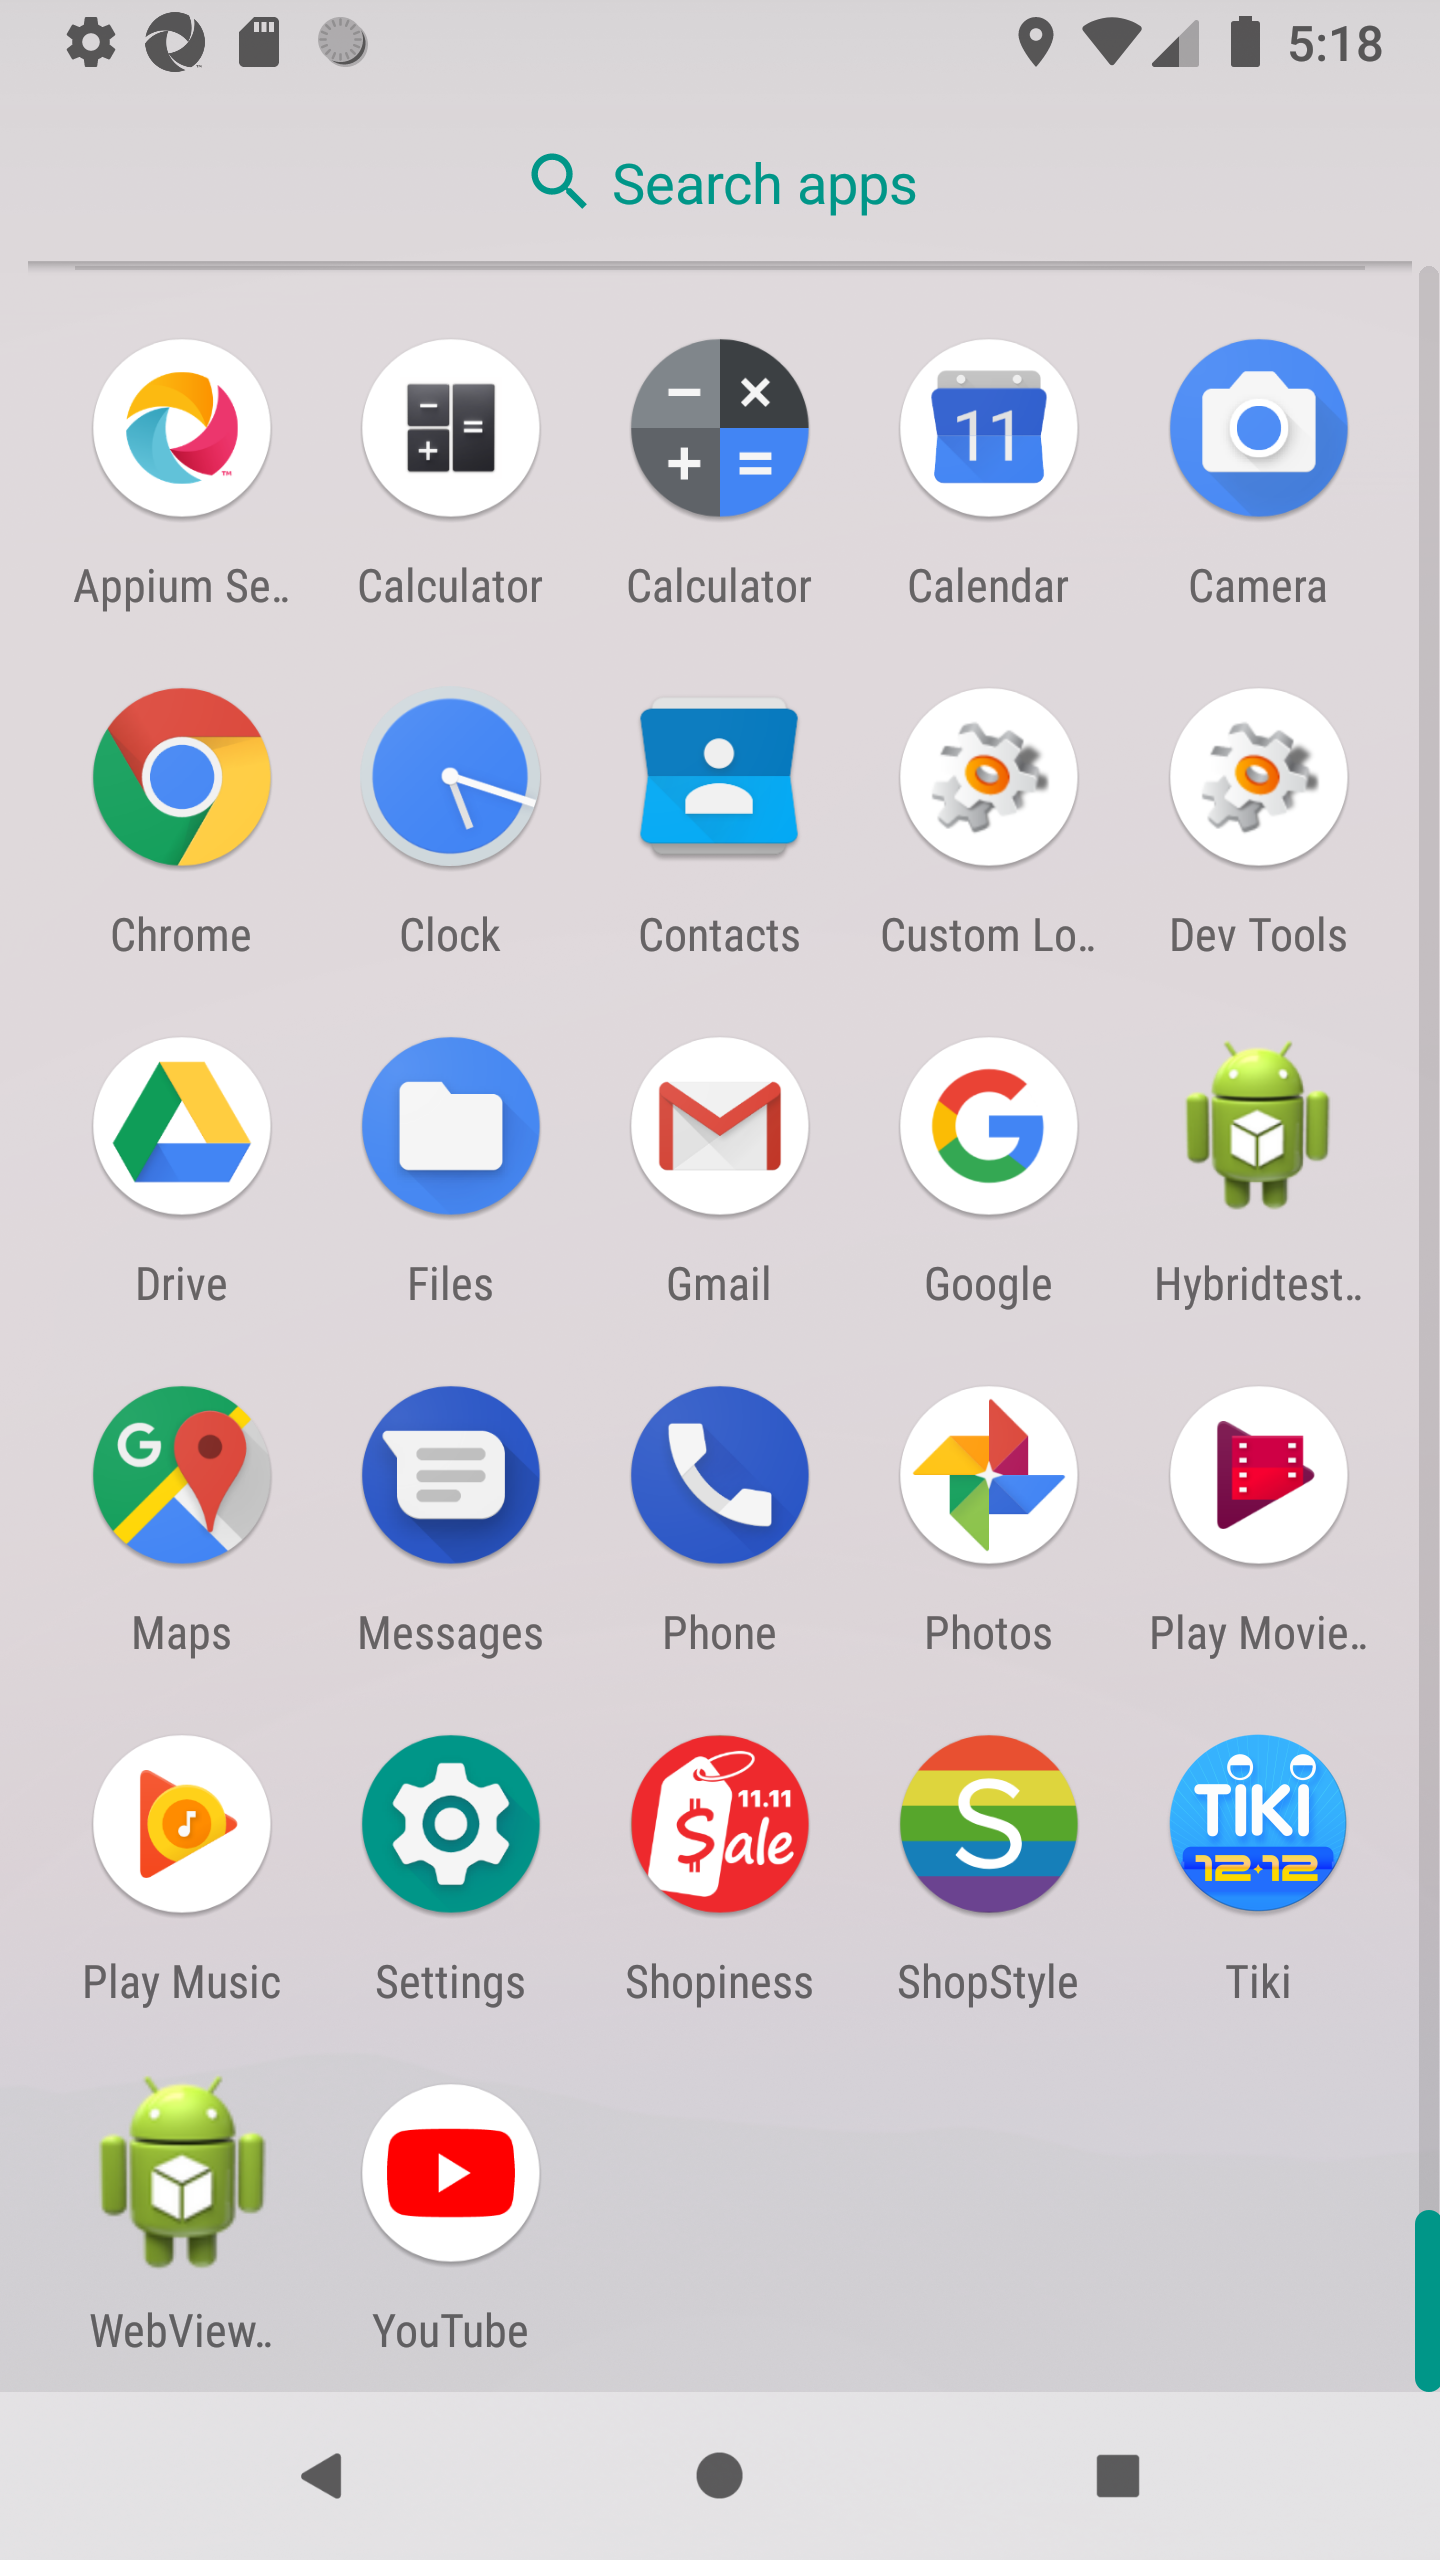 5:18
Search apps
11
Appium Se…
Calculator
Calculator
Calendar
Camera
Chrome
Clock
Contacts
Custom Lo…
Dev Tools
Drive
Files
Gmail
Google
Hybridtest…
G
Maps
Messages
Phone
Photos
Play Movie…
11.11
$ale
S
TIKI
12·12
Play Music
Settings
Shopiness
ShopStyle
Tiki
WebView…
YouTube